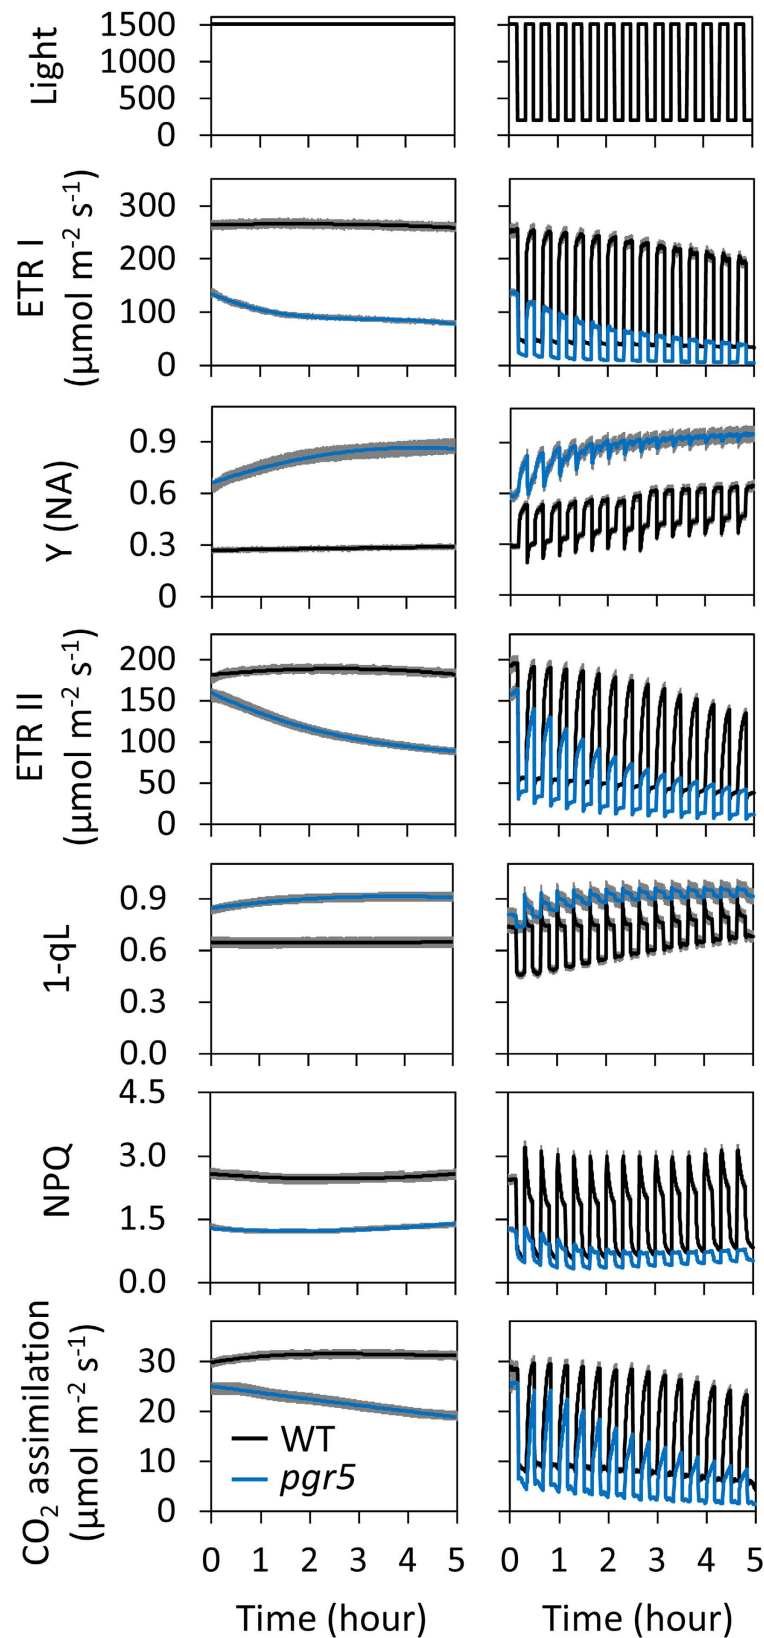 Light
1500
1000
500
0
ETR I
(µmol m⁻² s⁻¹)
300
200
100
0
Y (NA)
0.9
0.6
0.3
0
ETR II
(µmol m⁻² s⁻¹)
200
150
100
50
0
1-qL
0.9
0.6
0.3
0.0
NPQ
4.5
3.0
1.5
0.0
CO₂ assimilation
(µmol m⁻² s⁻¹)
30
20
10
0
WT
pgr5
0 1 2 3 4 5
0 1 2 3 4 5
Time (hour)
Time (hour)